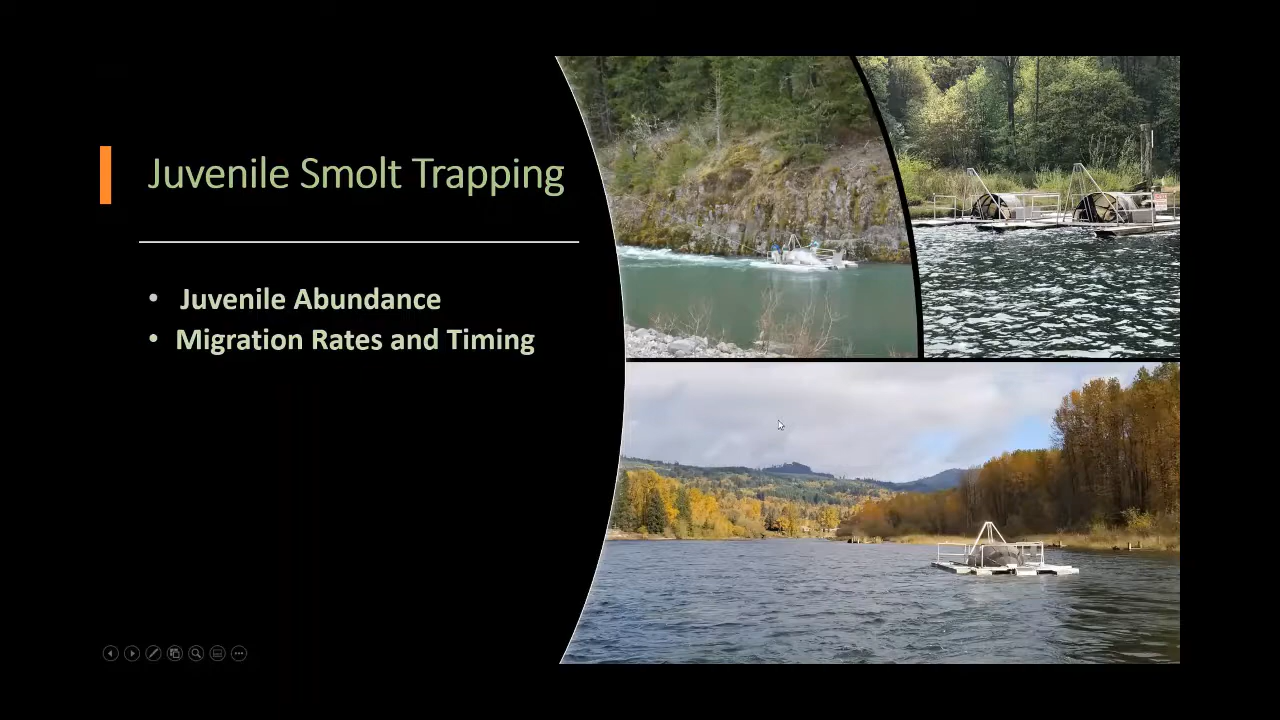 Juvenile Smolt Trapping
• Juvenile Abundance
• Migration Rates and Timing